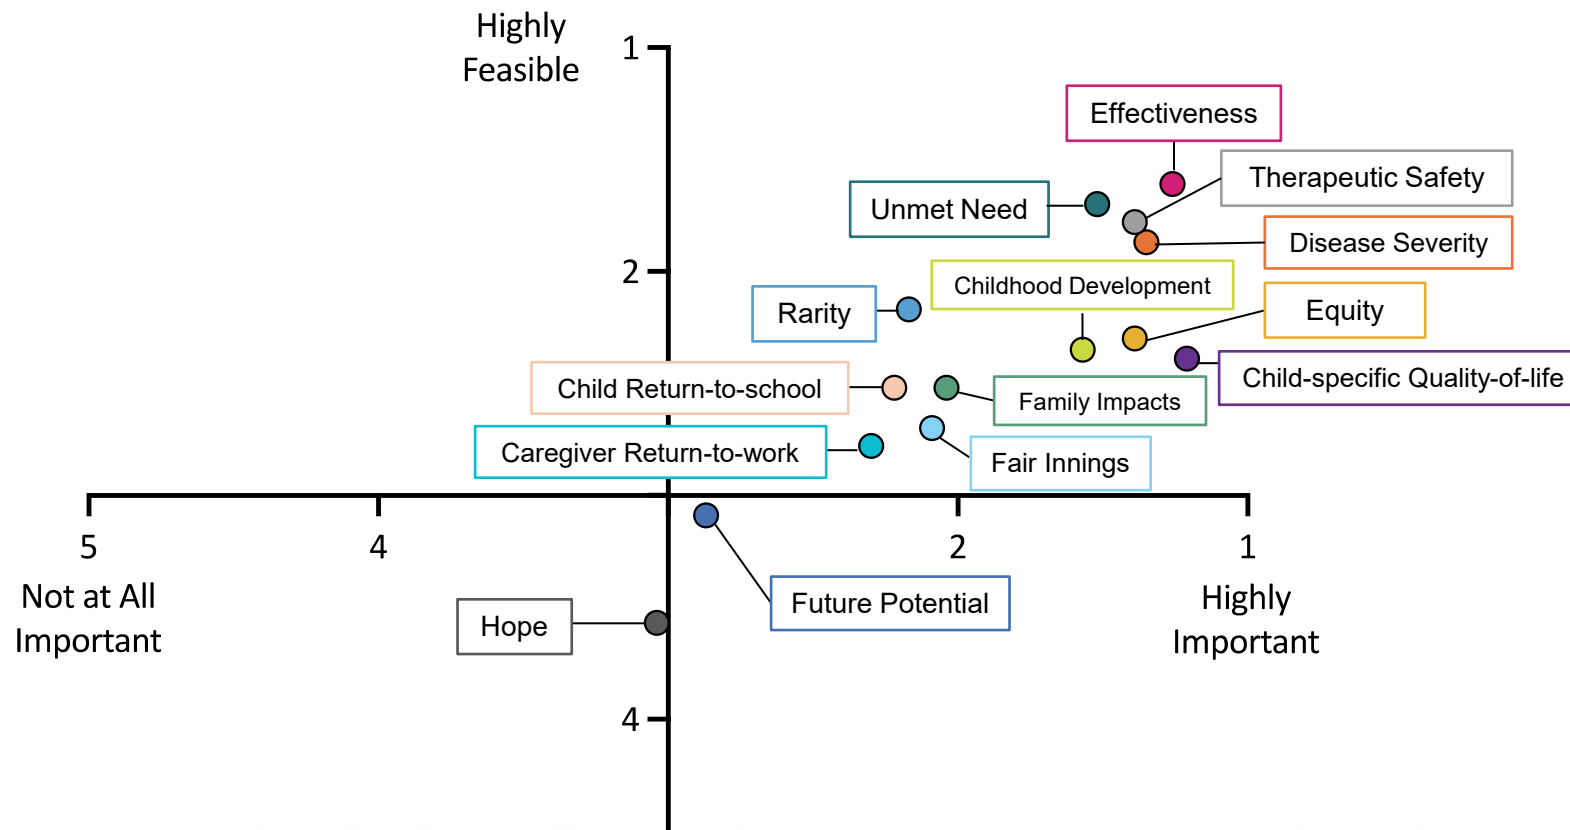 Highly
Feasible
1
Effectiveness
Therapeutic Safety
Unmet Need
Disease Severity
2
Childhood Development
Rarity
Equity
Child-specific Quality-of-life
Child Return-to-school
Family Impacts
Caregiver Return-to-work
Fair Innings
5
4
2
1
Not at All
Important
Highly
Important
Future Potential
Hope
4